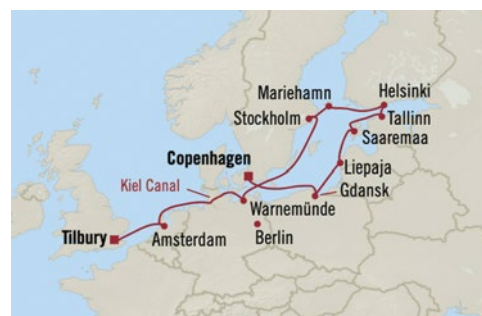 Mariehamn
Helsinki
Stockholm
Tallinn
Saaremaa
Copenhagen
Liepaja
Kiel Canal
Gdansk
Warnemünde
Tilbury
Amsterdam
Berlin